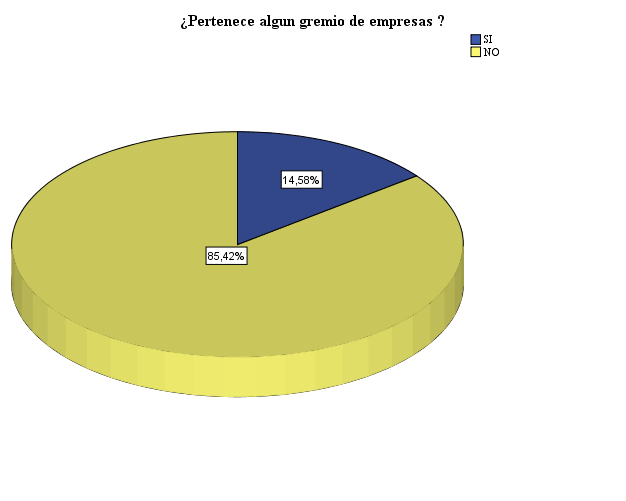 ¿Pertenece algun gremio de empresas ?
SI
NO
14,58%
85,42%